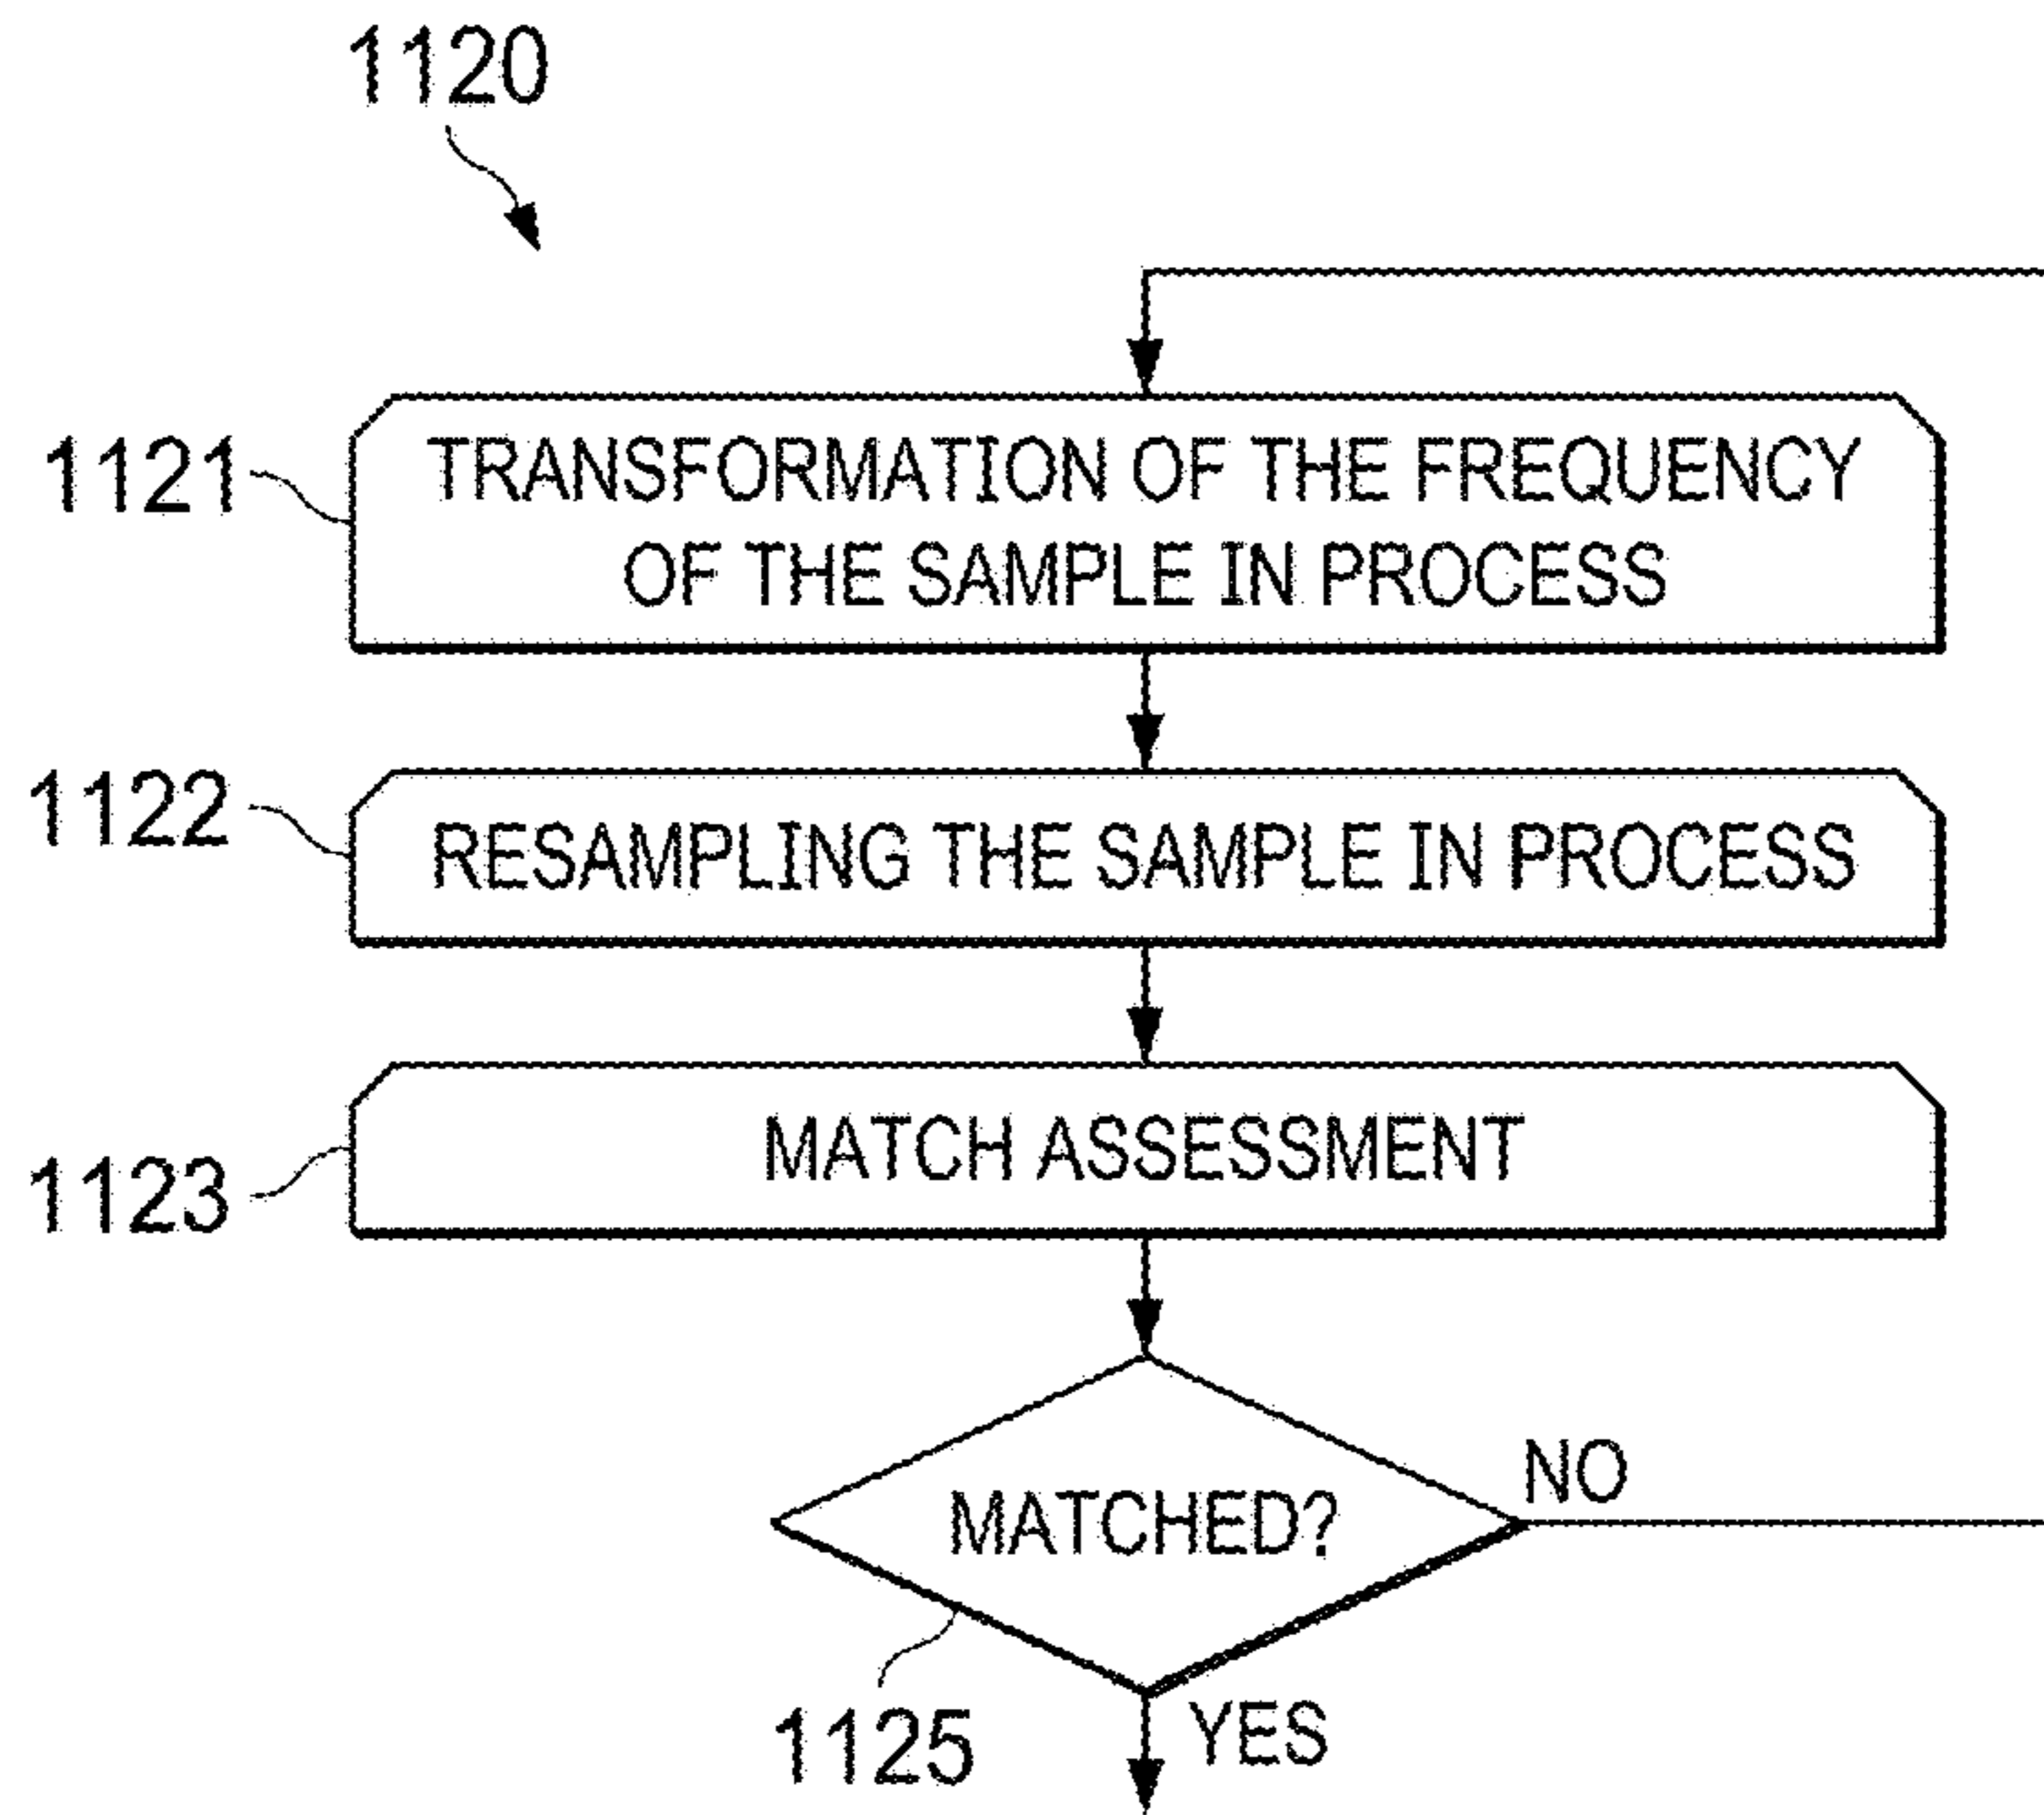 1120
1121
TRANSFORMATION OF THE FREQUENCY
OF THE SAMPLE IN PROCESS
1122
RESAMPLING THE SAMPLE IN PROCESS
1123
MATCH ASSESSMENT
MATCHED?
NO
1125
YES